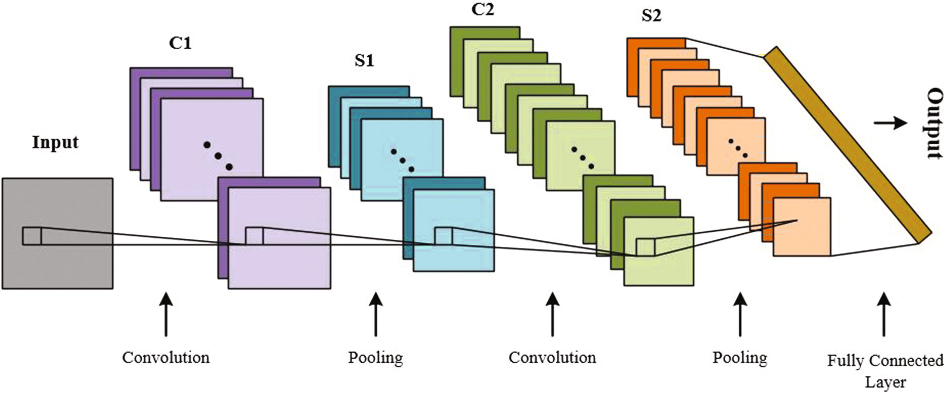 Input
C1
S1
C2
S2
Output
Convolution
Pooling
Convolution
Pooling
Fully Connected
Layer